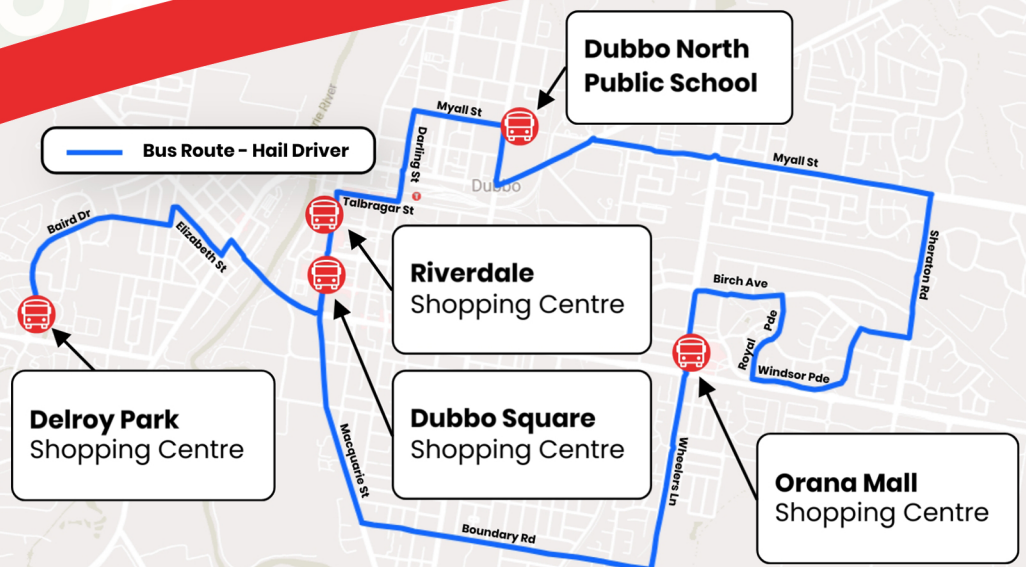 Dubbo North
Public School
Myall St
Bus Route - Hail Driver
Darling St
Myall St
Dubbo
Talbragar St
Baird Dr
Elizabeth St
Sheraton Rd
Riverdale
Shopping Centre
Birch Ave
Royal Pde
Windsor Pde
Delroy Park
Shopping Centre
Dubbo Square
Shopping Centre
Macquarie St
Wheelers Ln
Orana Mall
Shopping Centre
Boundary Rd